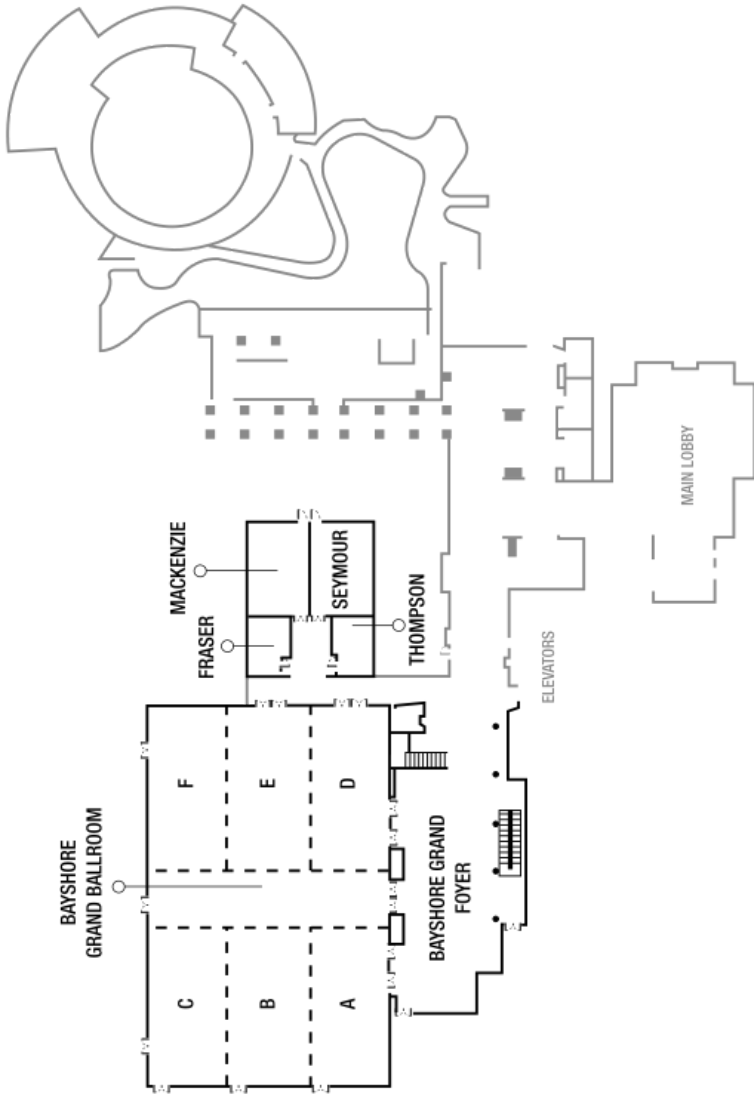 BAYSHORE
GRAND BALLROOM
C
F
B
E
A
D
FRASER
MACKENZIE
SEYMOUR
THOMPSON
BAYSHORE GRAND
FOYER
ELEVATORS
MAIN LOBBY